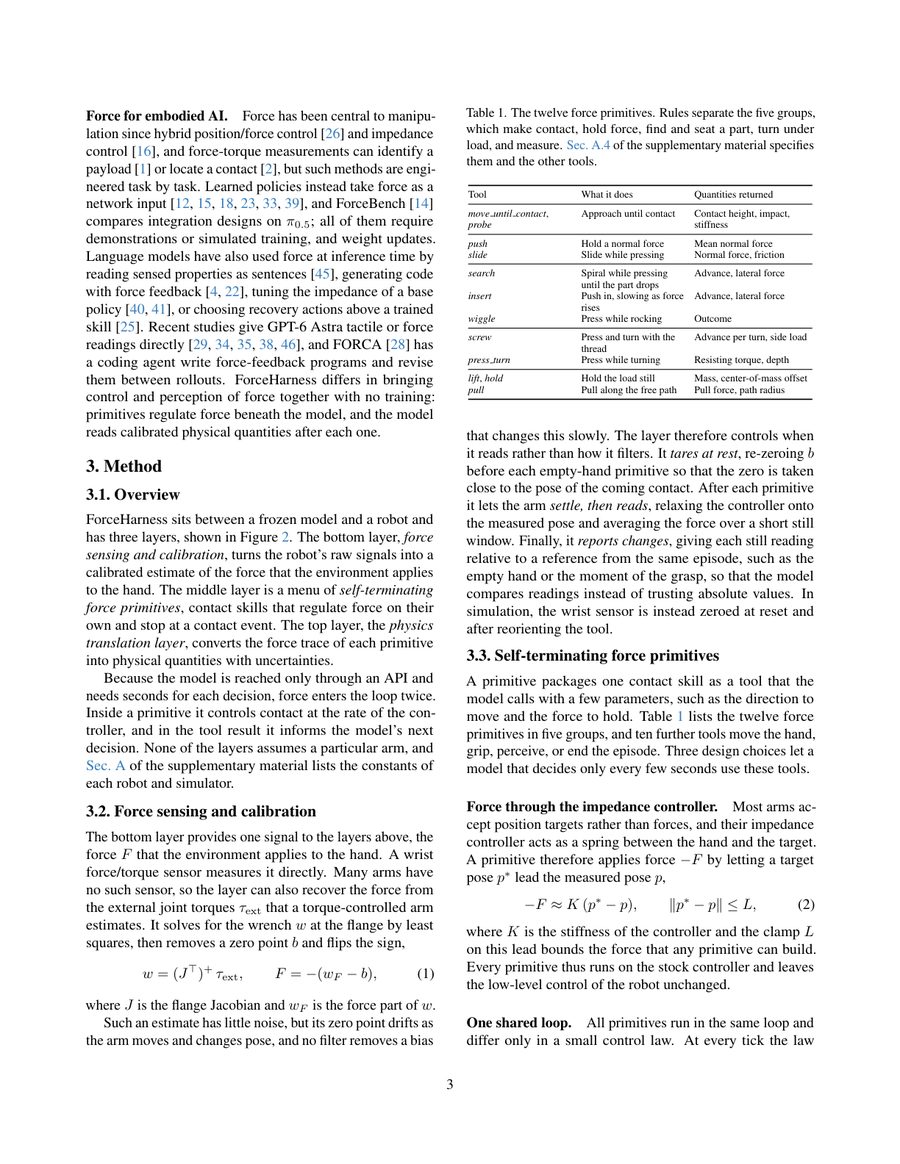 Force for embodied AI. Force has been central to manipu-
lation since hybrid position/force control [26] and impedance
control [16], and force-torque measurements can identify a
payload [1] or locate a contact [2], but such methods are engi-
neered task by task. Learned policies instead take force as a
network input [12, 15, 18, 23, 33, 39], and ForceBench [14]
compares integration designs on π0.5; all of them require
demonstrations or simulated training, and weight updates.
Language models have also used force at inference time by
reading sensed properties as sentences [45], generating code
with force feedback [4, 22], tuning the impedance of a base
policy [40, 41], or choosing recovery actions above a trained
skill [25]. Recent studies give GPT-6 Astra tactile or force
readings directly [29, 34, 35, 38, 46], and FORCA [28] has
a coding agent write force-feedback programs and revise
them between rollouts. ForceHarness differs in bringing
control and perception of force together with no training:
primitives regulate force beneath the model, and the model
reads calibrated physical quantities after each one.
3. Method
3.1. Overview
ForceHarness sits between a frozen model and a robot and
has three layers, shown in Figure 2. The bottom layer, force
sensing and calibration, turns the robot's raw signals into a
calibrated estimate of the force that the environment applies
to the hand. The middle layer is a menu of self-terminating
force primitives, contact skills that regulate force on their
own and stop at a contact event. The top layer, the physics
translation layer, converts the force trace of each primitive
into physical quantities with uncertainties.
Because the model is reached only through an API and
needs seconds for each decision, force enters the loop twice.
Inside a primitive it controls contact at the rate of the con-
troller, and in the tool result it informs the model's next
decision. None of the layers assumes a particular arm, and
Sec. A of the supplementary material lists the constants of
each robot and simulator.
3.2. Force sensing and calibration
The bottom layer provides one signal to the layers above, the
force F that the environment applies to the hand. A wrist
force/torque sensor measures it directly. Many arms have
no such sensor, so the layer can also recover the force from
the external joint torques τext that a torque-controlled arm
estimates. It solves for the wrench w at the flange by least
squares, then removes a zero point b and flips the sign,
w = (J⊤)+ τext, F = −(wF − b), (1)
where J is the flange Jacobian and wF is the force part of w.
Such an estimate has little noise, but its zero point drifts as
the arm moves and changes pose, and no filter removes a bias
Table 1. The twelve force primitives. Rules separate the five groups,
which make contact, hold force, find and seat a part, turn under
load, and measure. Sec. A.4 of the supplementary material specifies
them and the other tools.
Tool What it does Quantities returned
move_until_contact, Approach until contact Contact height, impact,
probe stiffness
push Hold a normal force Mean normal force
slide Slide while pressing Normal force, friction
search Spiral while pressing Advance, lateral force
until the part drops
insert Push in, slowing as force Advance, lateral force
rises
wiggle Press while rocking Outcome
screw Press and turn with the Advance per turn, side load
thread
press_turn Press while turning Resisting torque, depth
lift, hold Hold the load still Mass, center-of-mass offset
pull Pull along the free path Pull force, path radius
that changes this slowly. The layer therefore controls when
it reads rather than how it filters. It tares at rest, re-zeroing b
before each empty-hand primitive so that the zero is taken
close to the pose of the coming contact. After each primitive
it lets the arm settle, then reads, relaxing the controller onto
the measured pose and averaging the force over a short still
window. Finally, it reports changes, giving each still reading
relative to a reference from the same episode, such as the
empty hand or the moment of the grasp, so that the model
compares readings instead of trusting absolute values. In
simulation, the wrist sensor is instead zeroed at reset and
after reorienting the tool.
3.3. Self-terminating force primitives
A primitive packages one contact skill as a tool that the
model calls with a few parameters, such as the direction to
move and the force to hold. Table 1 lists the twelve force
primitives in five groups, and ten further tools move the hand,
grip, perceive, or end the episode. Three design choices let a
model that decides only every few seconds use these tools.
Force through the impedance controller. Most arms ac-
cept position targets rather than forces, and their impedance
controller acts as a spring between the hand and the target.
A primitive therefore applies force −F by letting a target
pose p* lead the measured pose p,
−F ≈ K (p* − p), ∥p* − p∥ ≤ L, (2)
where K is the stiffness of the controller and the clamp L
on this lead bounds the force that any primitive can build.
Every primitive thus runs on the stock controller and leaves
the low-level control of the robot unchanged.
One shared loop. All primitives run in the same loop and
differ only in a small control law. At every tick the law
3